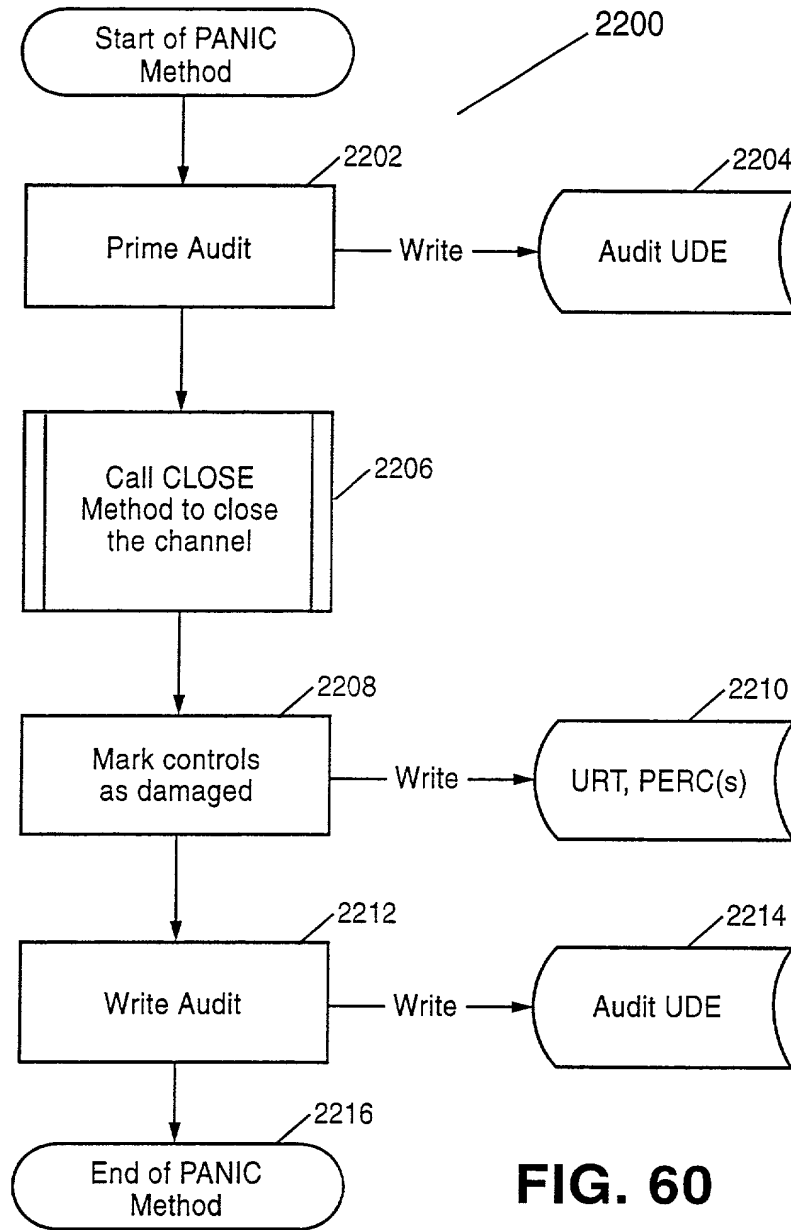 Start of PANIC
Method
2200
2202
Prime Audit
Write
2204
Audit UDE
Call CLOSE
Method to close
the channel
2206
2208
Mark controls
as damaged
Write
2210
URT, PERC(s)
2212
Write Audit
Write
2214
Audit UDE
2216
End of PANIC
Method
FIG. 60